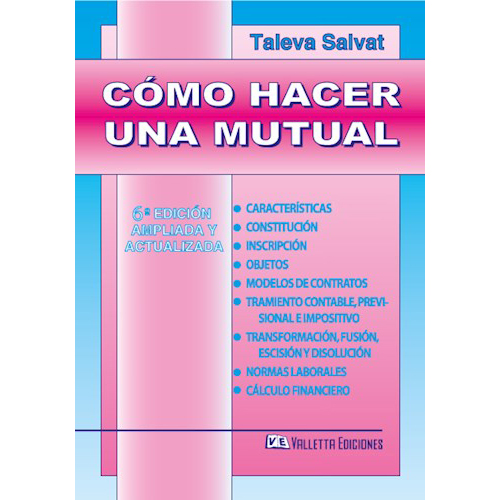 Taleva Salvat
CÓMO HACER
UNA MUTUAL
6ª EDICIÓN
AMPLIADA Y
ACTUALIZADA
● CARACTERÍSTICAS
● CONSTITUCIÓN
● INSCRIPCIÓN
● OBJETOS
● MODELOS DE CONTRATOS
● TRAMIENTO CONTABLE, PREVI-
SIONAL E IMPOSITIVO
● TRANSFORMACIÓN, FUSIÓN,
ESCISIÓN Y DISOLUCIÓN
● NORMAS LABORALES
● CÁLCULO FINANCIERO
VE VALLETTA EDICIONES